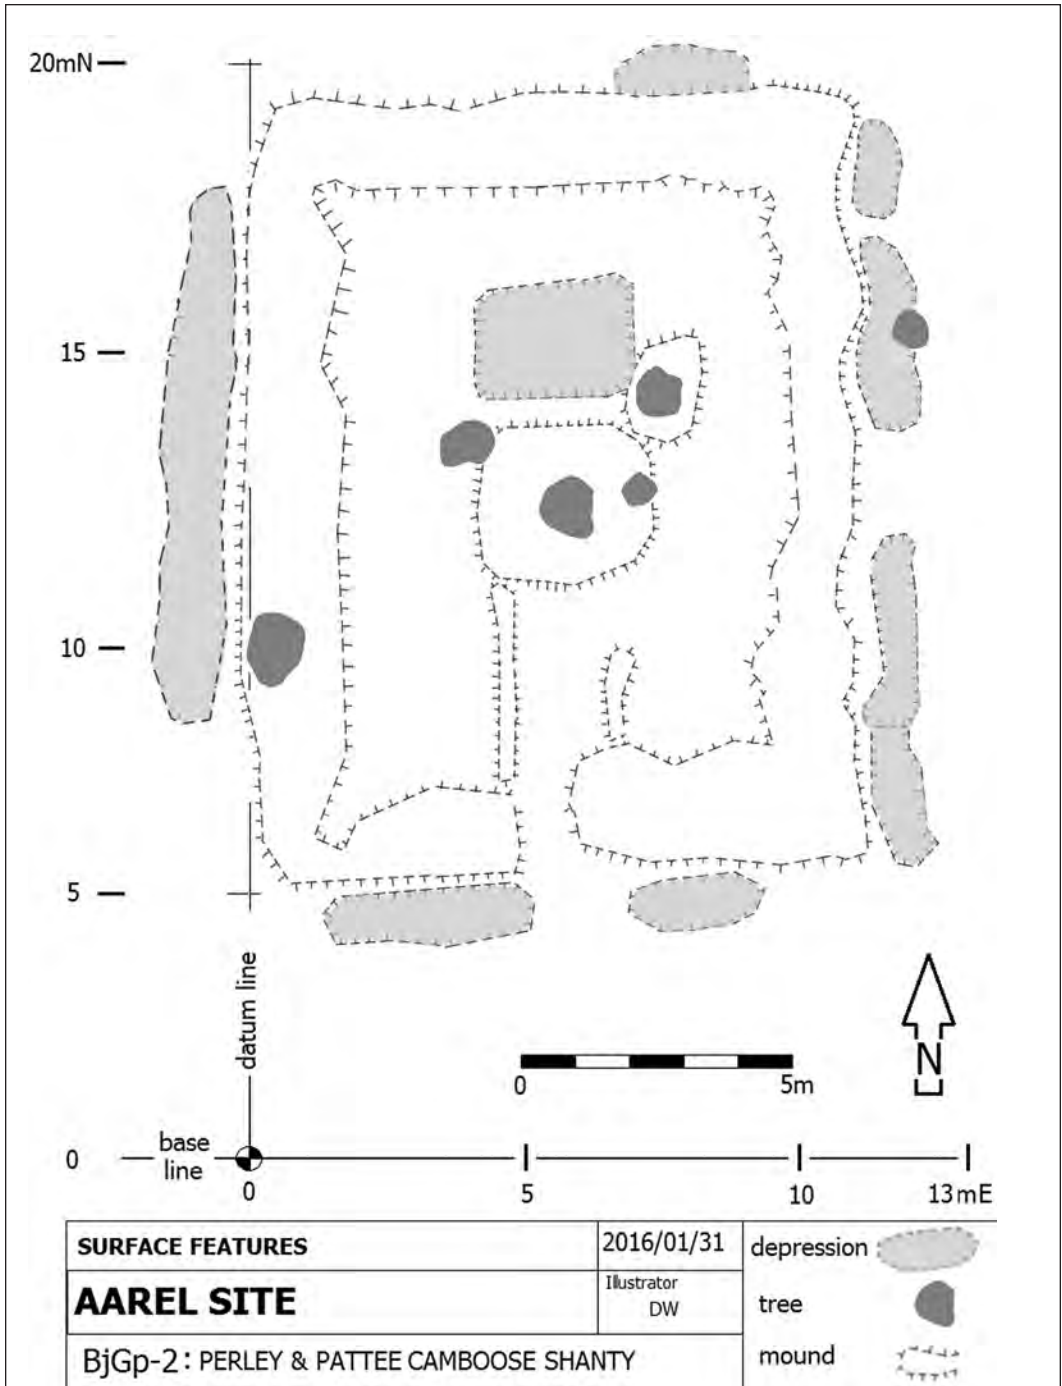 20mN
15
10
5
datum line
N
0 5m
0
base
line
0 5 10 13mE
SURFACE FEATURES
2016/01/31
AAREL SITE
Illustrator
DW
BjGp-2: PERLEY & PATTEE CAMBOOSE SHANTY
depression
tree
mound